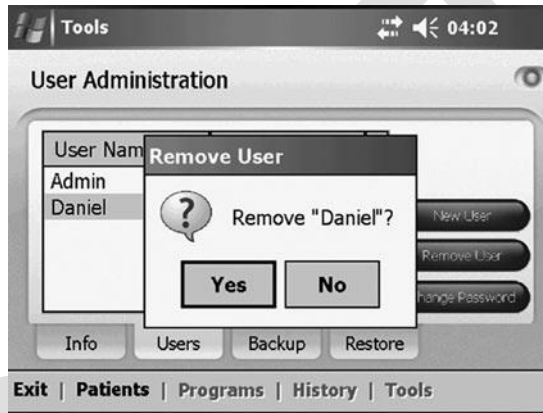 Tools 04:02
User Administration
User Nam
Remove User
Admin
Daniel
Remove "Daniel"?
New User
Remove User
hange Password
Yes No
Info Users Backup Restore
Exit | Patients | Programs | History | Tools